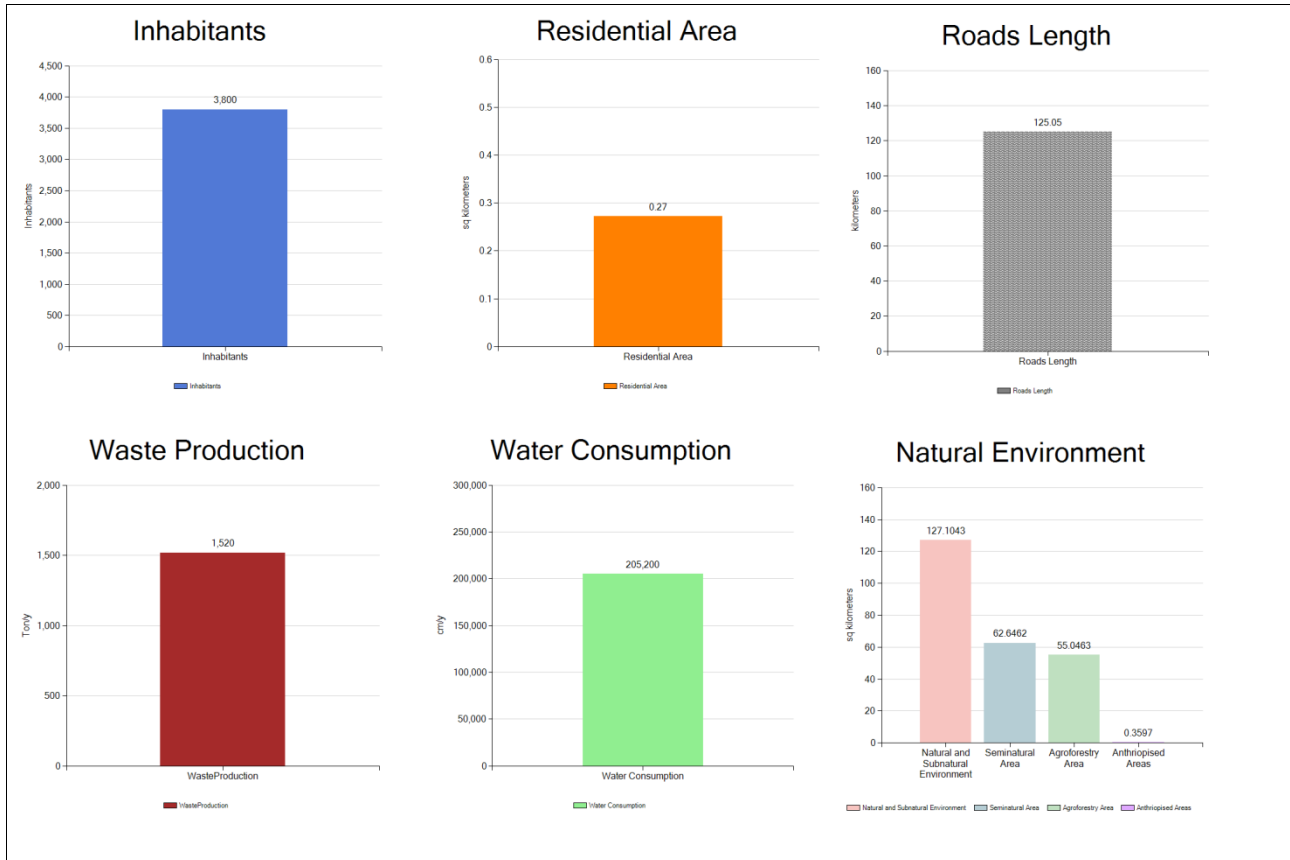 Inhabitants
4,500
4,000
3,500
3,000
2,500
2,000
1,500
1,000
500
0
Inhabitants
3,800
Inhabitants
Inhabitants
Residential Area
0.6
0.5
0.4
0.3
0.2
0.1
0
sq kilometers
0.27
Residential Area
Residential Area
Roads Length
160
140
120
100
80
60
40
20
0
kilometers
125.05
Roads Length
Roads Length
Waste Production
2,000
1,500
1,000
500
0
Ton/y
1,520
WasteProduction
WasteProduction
Water Consumption
300,000
250,000
200,000
150,000
100,000
50,000
0
cm/y
205,200
Water Consumption
Water Consumption
Natural Environment
160
140
120
100
80
60
40
20
0
sq kilometers
127.1043
62.6462
55.0463
0.3597
Natural and Seminatural Agroforestry Anthriopised
Subnatural Area Area Areas
Environment
Natural and Subnatural Environment Seminatural Area Agroforestry Area Anthriopised Areas